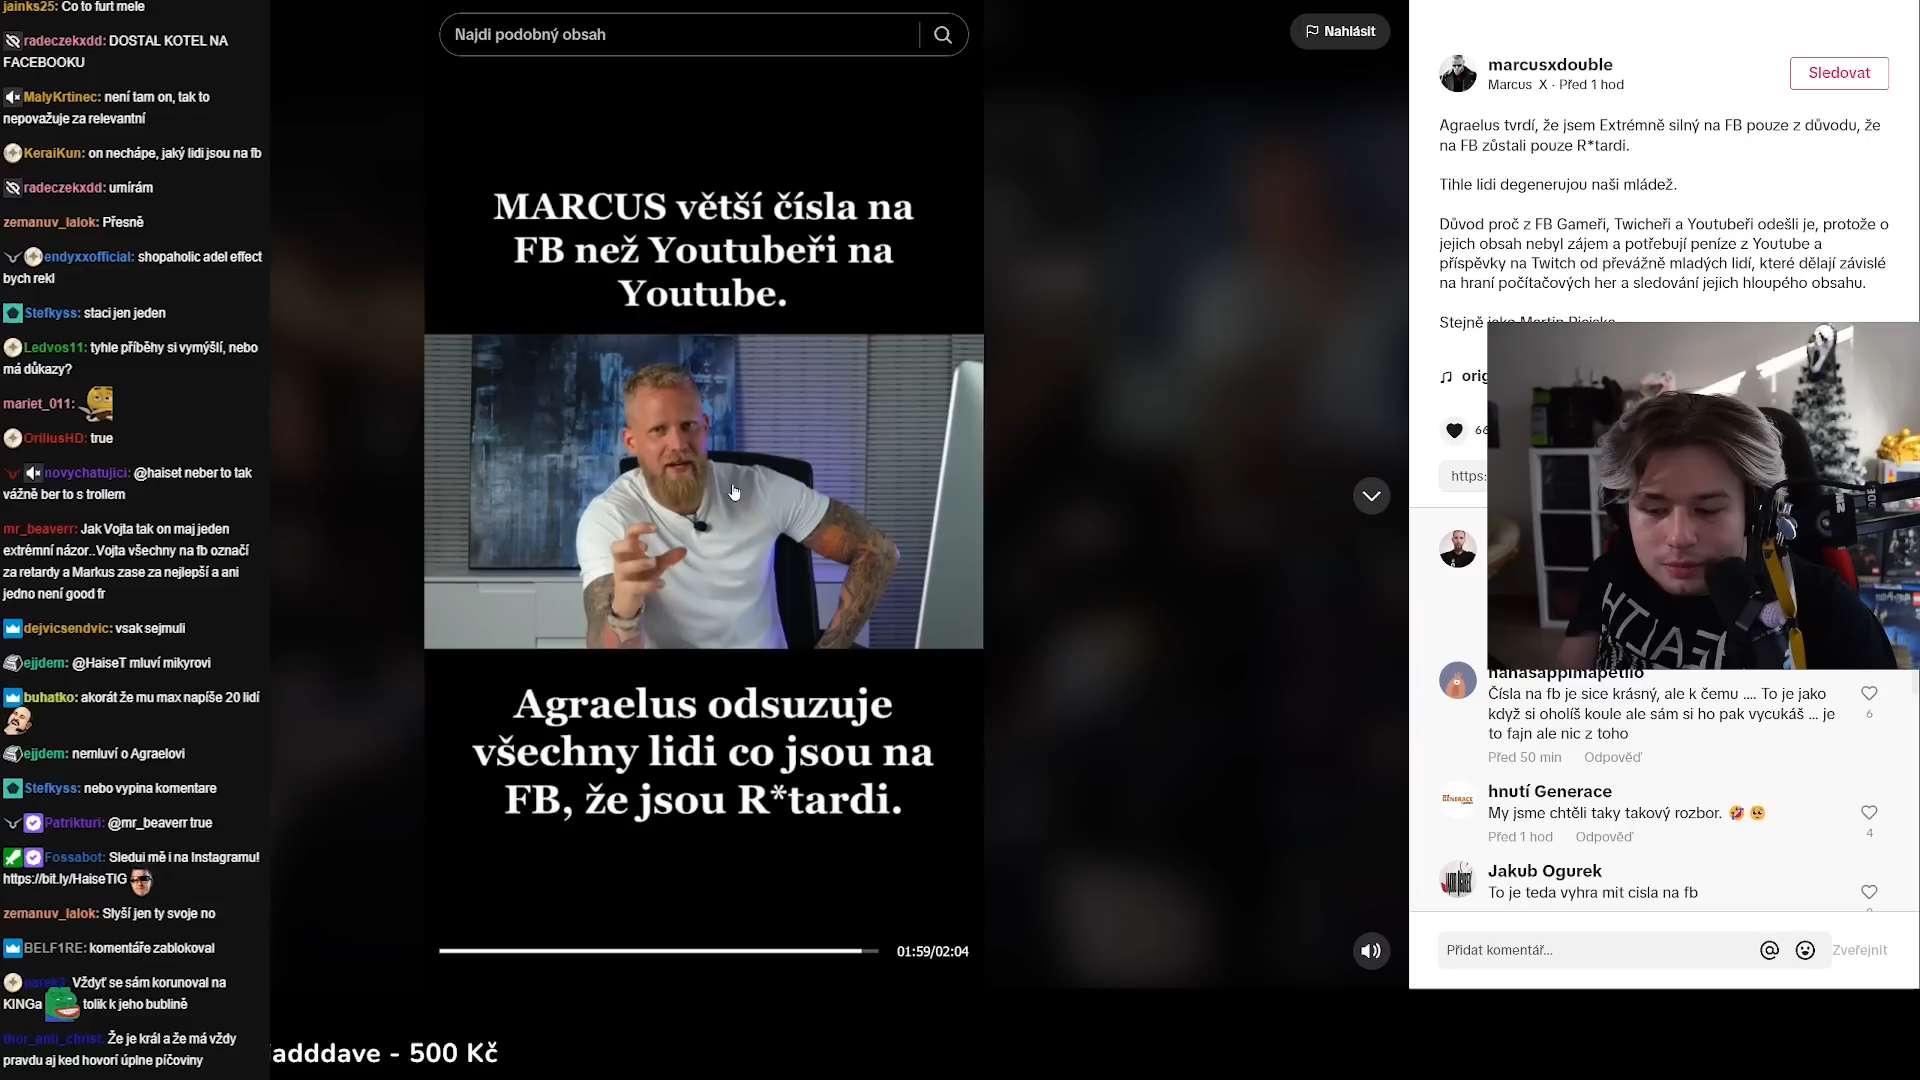 jainks25: Co to furt mele
radeczekxdd: DOSTAL KOTEL NA
FACEBOOKU
MalyKrtinec: není tam on, tak to
nepovažuje za relevantní
KeraiKun: on nechápe, jaký lidi jsou na fb
radeczekxdd: umírám
zemanuv_lalok: Přesně
endyxxofficial: shopaholic adel effect
bych rekl
Stefkyss: staci jen jeden
Ledvos11: tyhle příběhy si vymýšlí, nebo
má důkazy?
mariet_011:
OriliusHD: true
novychatujici: @haiset neber to tak
vážně ber to s trollem
mr_beaverr: Jak Vojta tak on maj jeden
extrémní názor..Vojta všechny na fb označí
za retardy a Markus zase za nejlepší a ani
jedno není good fr
dejvicsendvic: vsak sejmuli
ejjdem: @HaiseT mluví mikyrovi
buhatko: akorát že mu max napíše 20 lidí
ejjdem: nemluví o Agraelovi
Stefkyss: nebo vypina komentare
Patrikturi: @mr_beaverr true
Fossabot: Sleduj mě i na Instagramu!
https://bit.ly/HaiseTIG
zemanuv_lalok: Slyší jen ty svoje no
BELF1RE: komentáře zablokoval
Vždyť se sám korunoval na
KINGa tolik k jeho bublině
thor_anti_christ: Že je král a že má vždy
pravdu aj ked hovorí úplne píčoviny
Najdi podobný obsah
Nahlásit
MARCUS větší čísla na
FB než Youtubeři na
Youtube.
Agraelus odsuzuje
všechny lidi co jsou na
FB, že jsou R*tardi.
01:59/02:04
adddave - 500 Kč
marcusxdouble
Marcus X · Před 1 hod
Sledovat
Agraelus tvrdí, že jsem Extrémně silný na FB pouze z důvodu, že
na FB zůstali pouze R*tardi.
Tihle lidi degenerujou naši mládež.
Důvod proč z FB Gameři, Twicheři a Youtubeři odešli je, protože o
jejich obsah nebyl zájem a potřebují peníze z Youtube a
příspěvky na Twitch od převážně mladých lidí, které dělají závislé
na hraní počítačových her a sledování jejich hloupého obsahu.
Stejně jako Martin
orig
66
https:
FEALTH
Čísla na fb je sice krásný, ale k čemu .... To je jako
když si oholíš koule ale sám si ho pak vycukáš ... je
to fajn ale nic z toho
6
Před 50 min Odpověď
hnutí Generace
My jsme chtěli taky takový rozbor. 🤣 🥺
4
Před 1 hod Odpověď
Jakub Ogurek
To je teda vyhra mit cisla na fb
Přidat komentář...
Zveřejnit